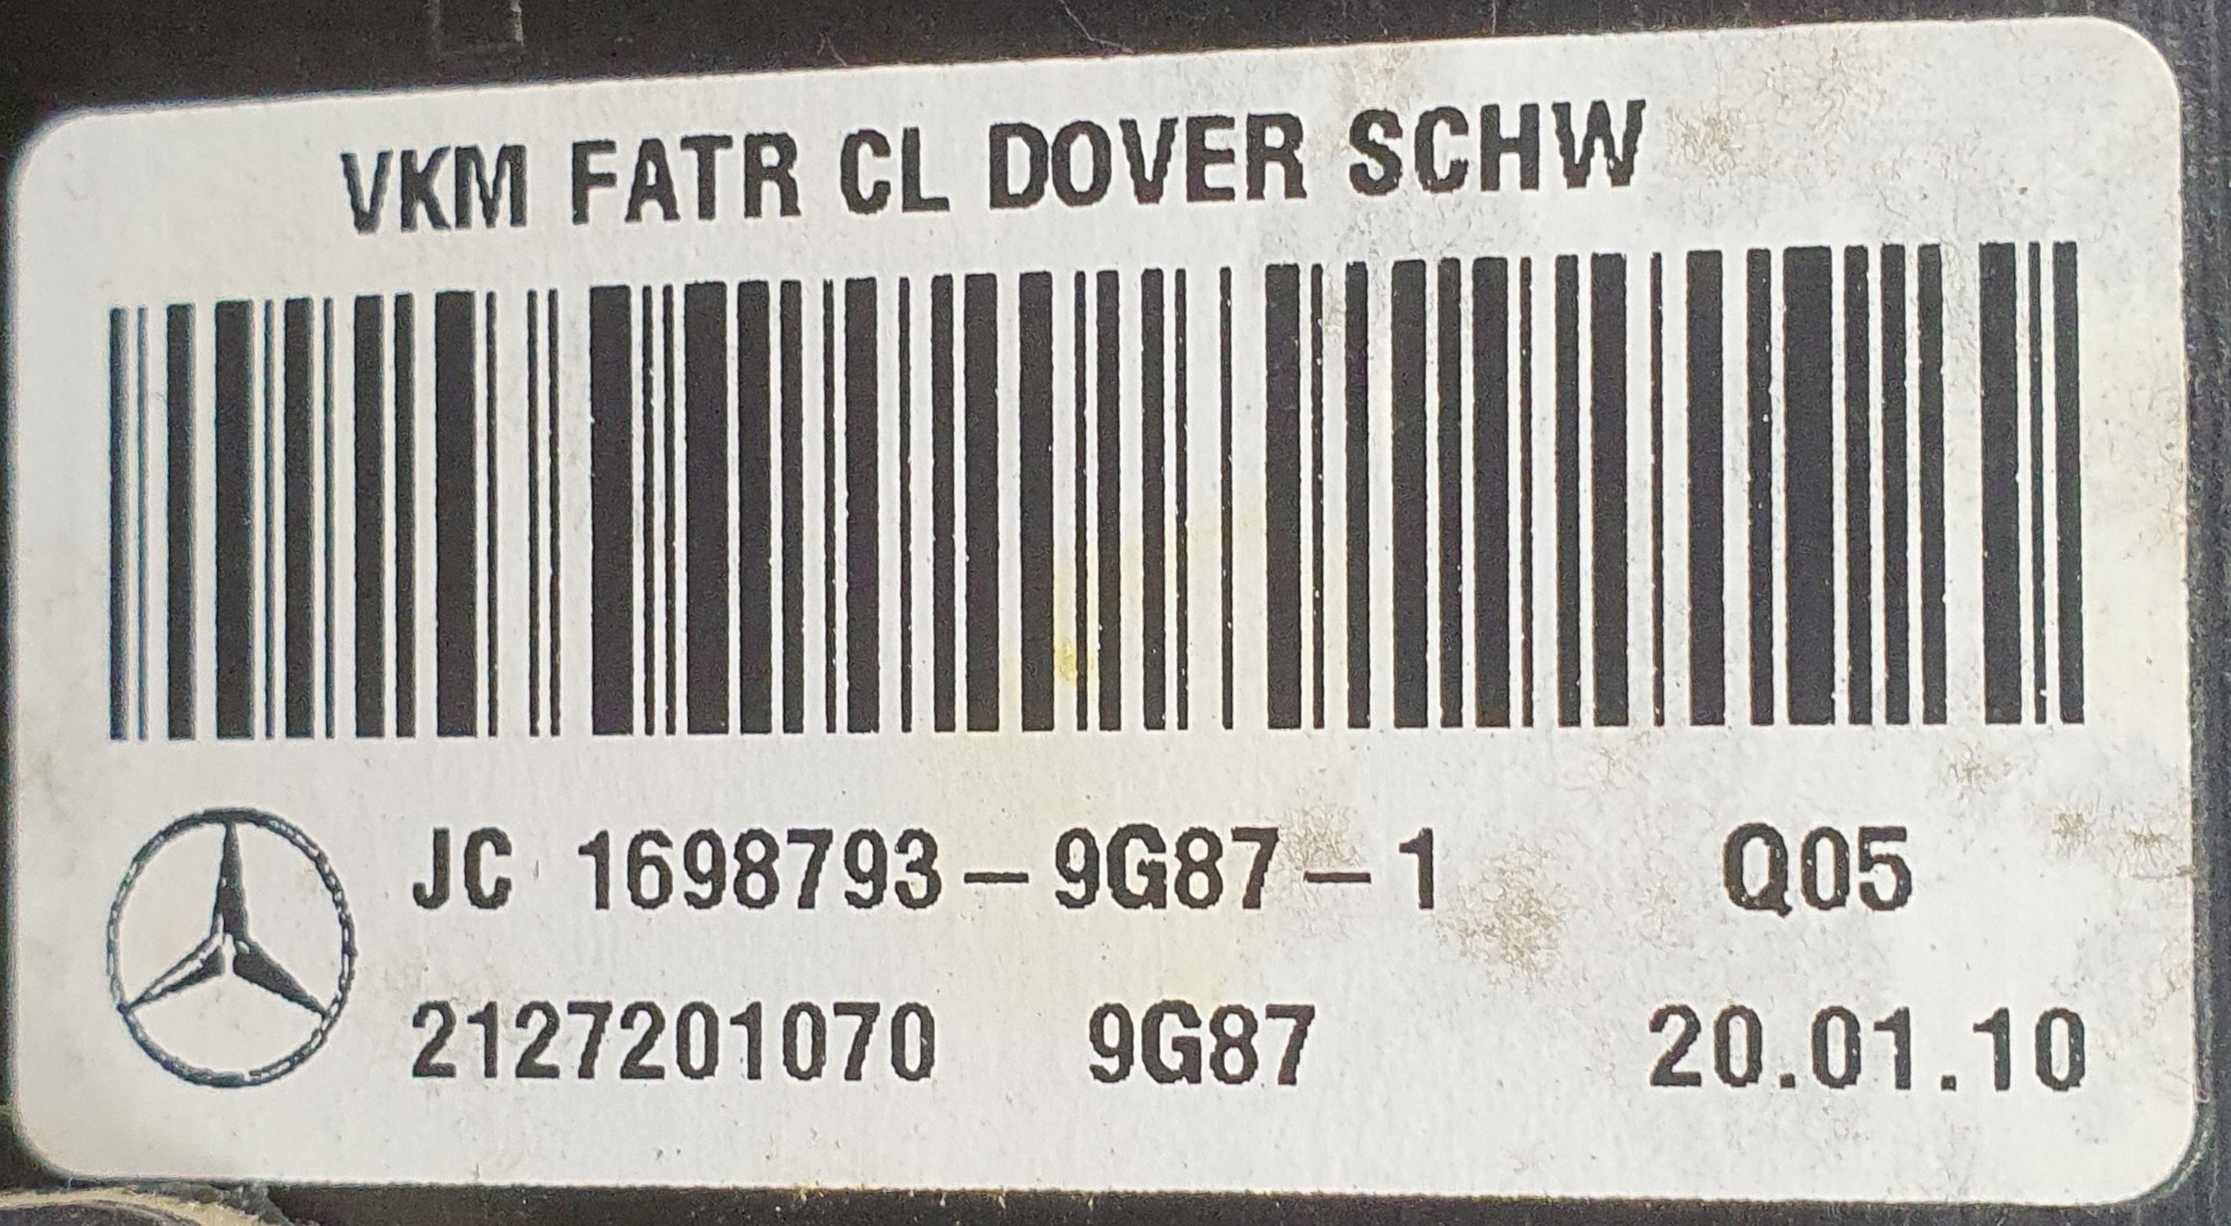 VKM FATR CL DOVER SCHW
JC 1698793-9G87-1 Q05
2127201070 9G87 20.01.10